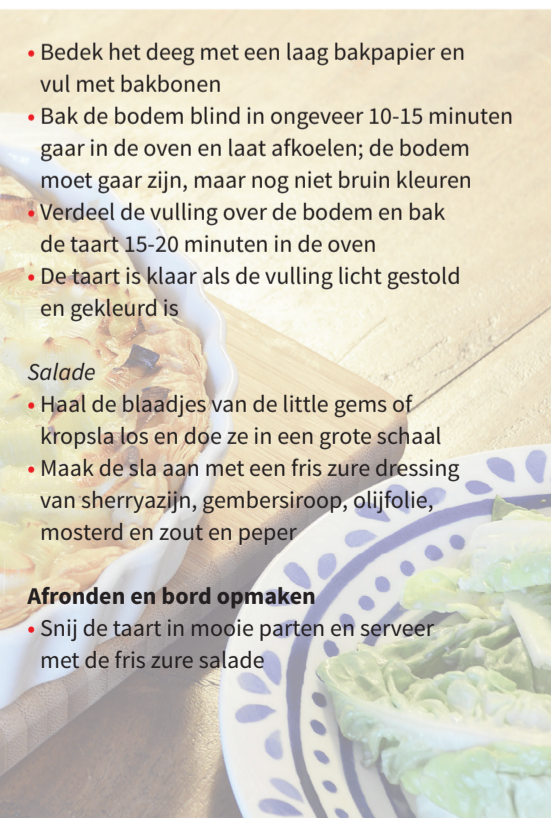 • Bedek het deeg met een laag bakpapier en
vul met bakbonen
• Bak de bodem blind in ongeveer 10-15 minuten
gaar in de oven en laat afkoelen; de bodem
moet gaar zijn, maar nog niet bruin kleuren
• Verdeel de vulling over de bodem en bak
de taart 15-20 minuten in de oven
• De taart is klaar als de vulling licht gestold
en gekleurd is
Salade
• Haal de blaadjes van de little gems of
kropsla los en doe ze in een grote schaal
• Maak de sla aan met een fris zure dressing
van sherryazijn, gembersiroop, olijfolie,
mosterd en zout en peper
Afronden en bord opmaken
• Snij de taart in mooie parten en serveer
met de fris zure salade